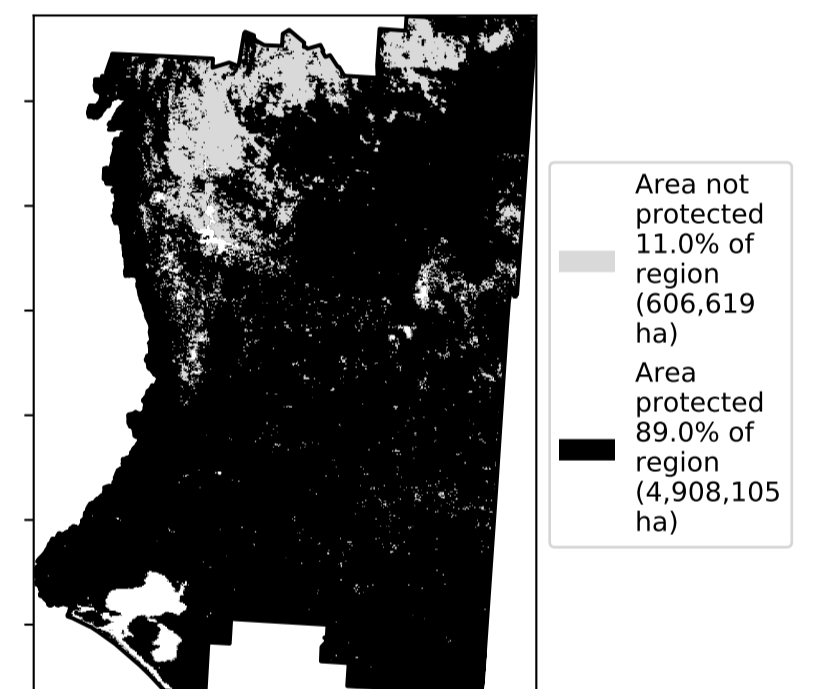 Area not
protected
11.0% of
region
(606,619
ha)
Area
protected
89.0% of
region
(4,908,105
ha)